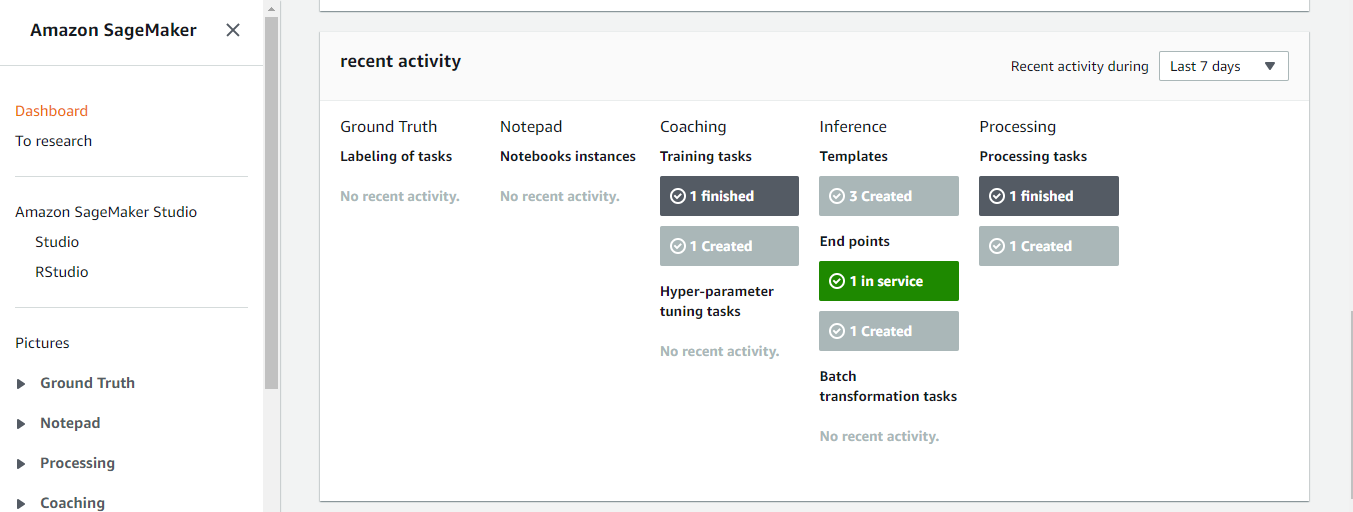 Amazon SageMaker
Dashboard
To research
Amazon SageMaker Studio
Studio
RStudio
Pictures
Ground Truth
Notepad
Processing
Coaching
recent activity
Recent activity during
Last 7 days
Ground Truth
Labeling of tasks
No recent activity.
Notepad
Notebooks instances
No recent activity.
Coaching
Training tasks
1 finished
1 Created
Hyper-parameter
tuning tasks
No recent activity.
Inference
Templates
3 Created
End points
1 in service
1 Created
Batch
transformation tasks
No recent activity.
Processing
Processing tasks
1 finished
1 Created